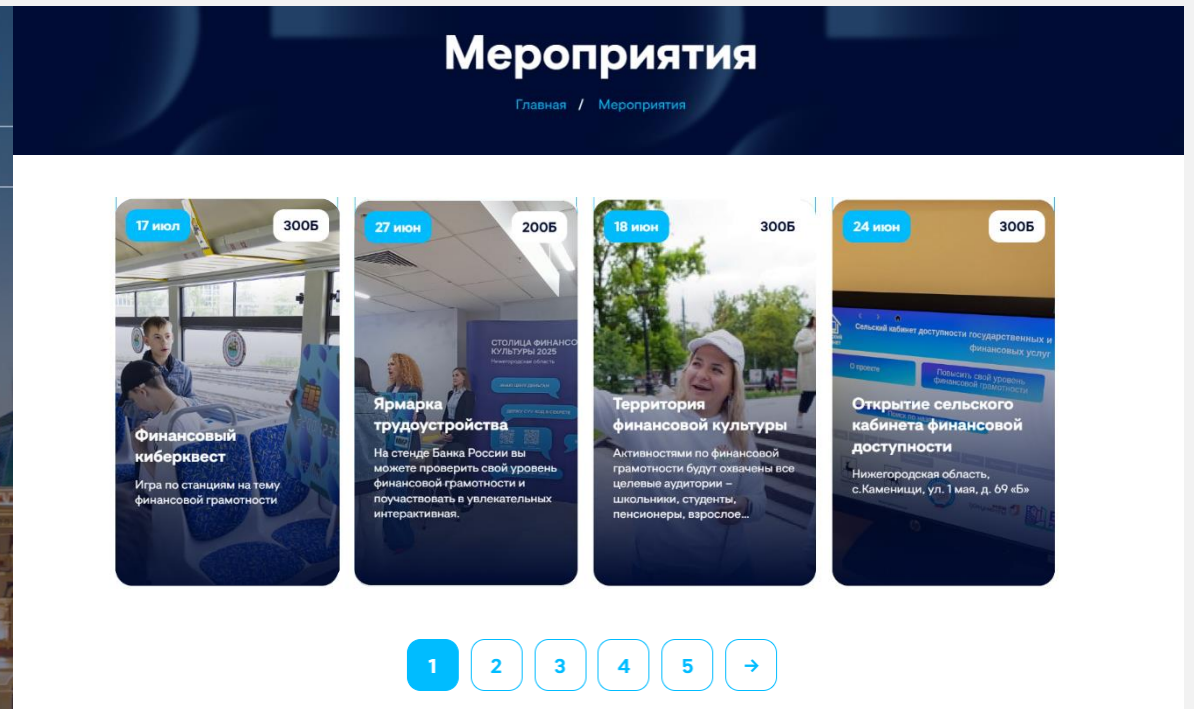 Мероприятия
Главная / Мероприятия
17 июл
300Б
Финансовый
киберквест
Игра по станциям на тему
финансовой грамотности
27 июн
200Б
СТОЛИЦА ФИНАНСО
КУЛЬТУРЫ 2025
Нижегородская область
Ярмарка
трудоустройства
На стенде Банка России вы
можете проверить свой уровень
финансовой грамотности и
поучаствовать в увлекательных
интерактивная.
18 июн
300Б
Территория
финансовой культуры
Активностями по финансовой
грамотности будут охвачены все
целевые аудитории –
школьники, студенты,
пенсионеры, взрослое...
24 июн
300Б
Сельский кабинет доступности государственных и
финансовых услуг
О проекте
Повысить свой уровень
финансовой грамотности
Открытие сельского
кабинета финансовой
доступности
Нижегородская область,
с.Каменищи, ул. 1 мая, д. 69 «Б»
1 2 3 4 5 →